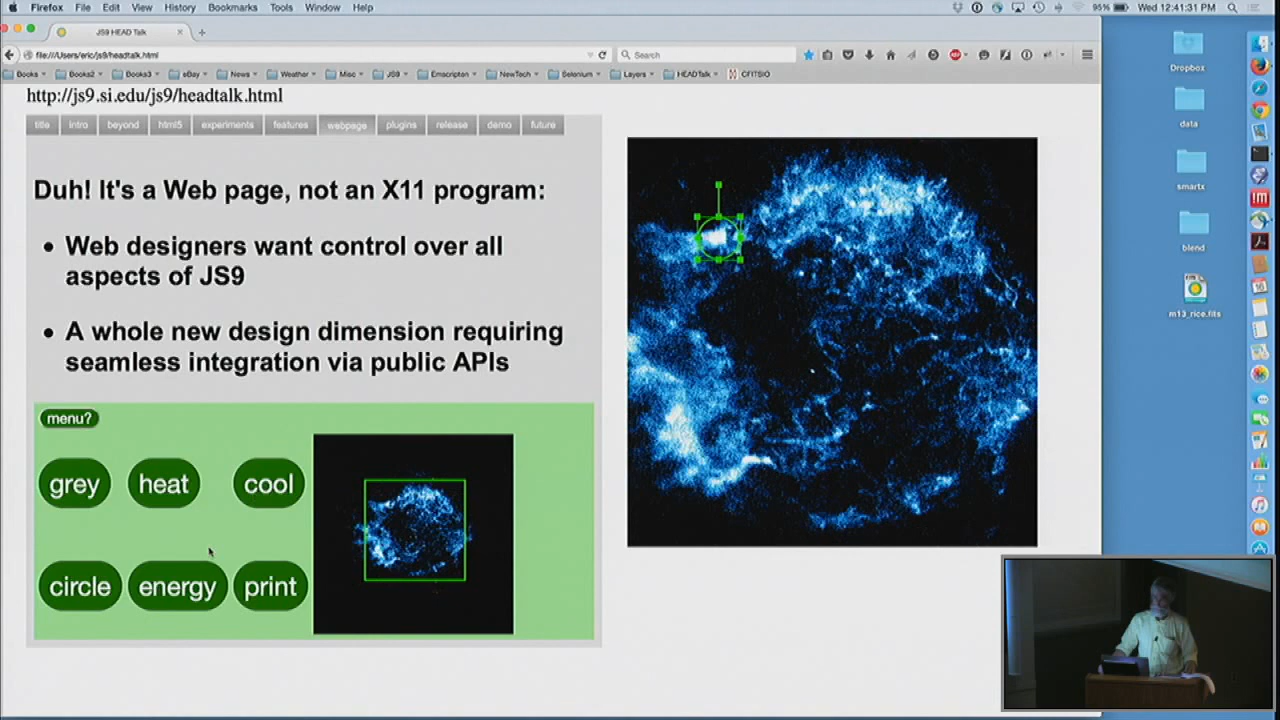 Firefox File Edit View History Bookmarks Tools Window Help
95% Wed 12:41:31 PM
JS9 HEAD Talk
file:///Users/eric/js9/headtalk.html
Search
Books Books2 Books3 eBay News Weather Misc JS9 Emscripten NewTech Selenium Layers HEADTalk CFITSIO
http://js9.si.edu/js9/headtalk.html
title intro beyond html5 experiments features webpage plugins release demo future
Duh! It's a Web page, not an X11 program:
Web designers want control over all
aspects of JS9
A whole new design dimension requiring
seamless integration via public APIs
menu?
grey heat cool
circle energy print
Dropbox
data
smartx
blend
m13_rice.fits